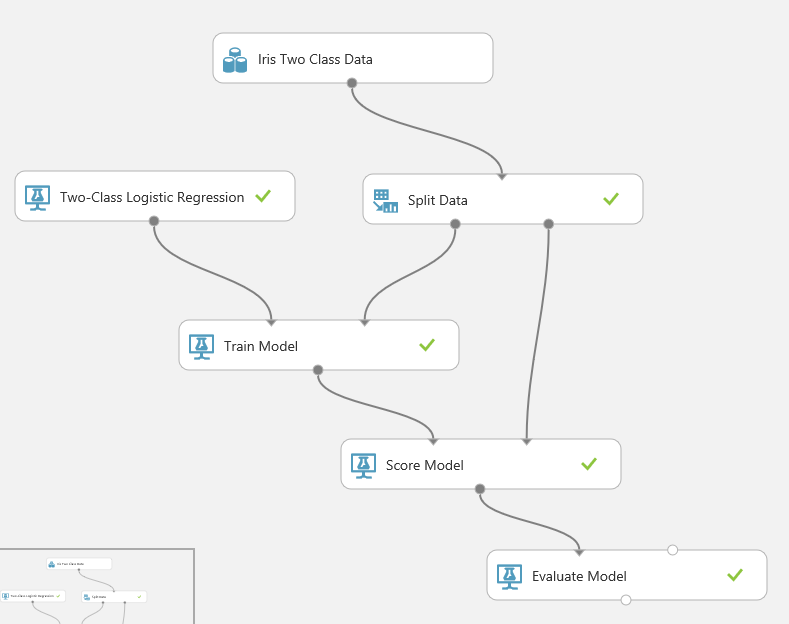 Iris Two Class Data
Two-Class Logistic Regression
Split Data
Train Model
Score Model
Evaluate Model
Iris Two Class Data
Two-Class Logistic Regression
Split Data